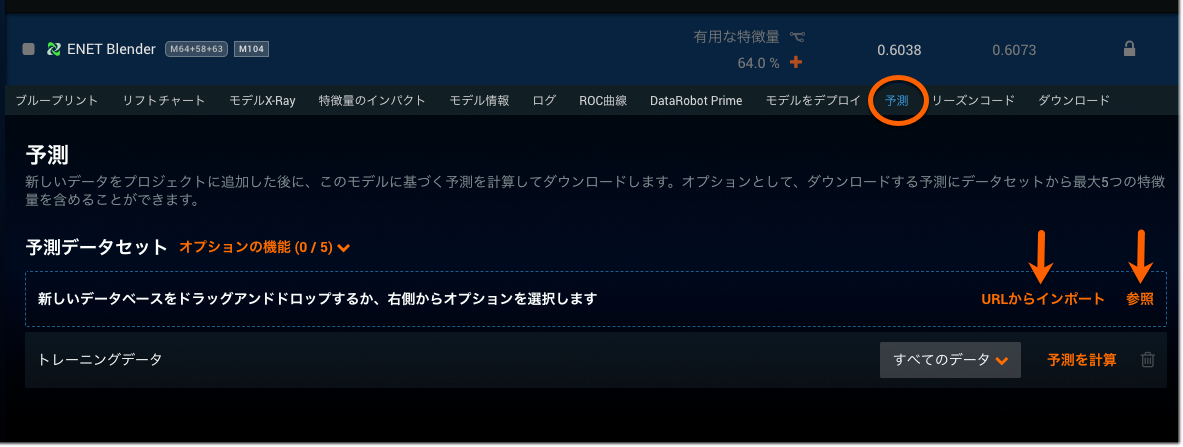 ENET Blender M64+58+63 M104
有用な特徴量
64.0 % +
0.6038 0.6073
ブループリント リフトチャート モデルX-Ray 特徴量のインパクト モデル情報 ログ ROC曲線 DataRobot Prime モデルをデプロイ 予測 リーズンコード ダウンロード
予測
新しいデータをプロジェクトに追加した後に、このモデルに基づく予測を計算してダウンロードします。オプションとして、ダウンロードする予測にデータセットから最大5つの特徴
量を含めることができます。
予測データセット オプションの機能 (0 / 5)
新しいデータベースをドラッグアンドドロップするか、右側からオプションを選択します URLからインポート 参照
トレーニングデータ すべてのデータ 予測を計算